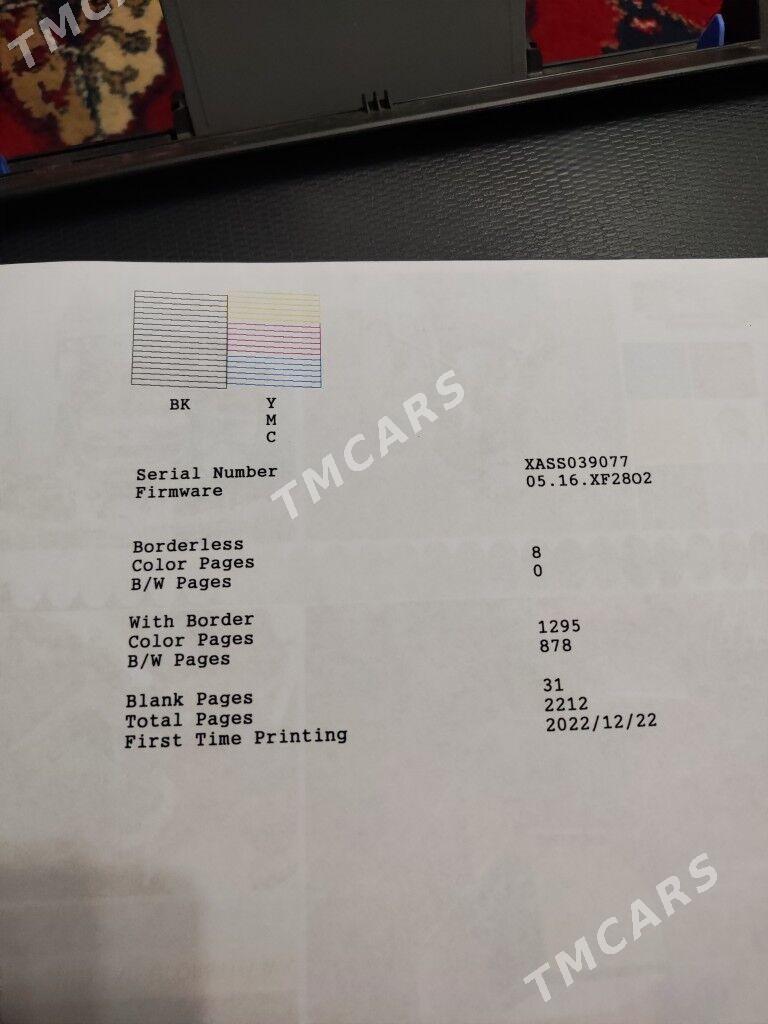 TMCARS
BK Y
M
C
TMCARS
Serial Number XASS039077
Firmware 05.16.XF28O2
Borderless
Color Pages 8
B/W Pages 0
With Border
Color Pages 1295
B/W Pages 878
Blank Pages 31
Total Pages 2212
First Time Printing 2022/12/22
TMCARS